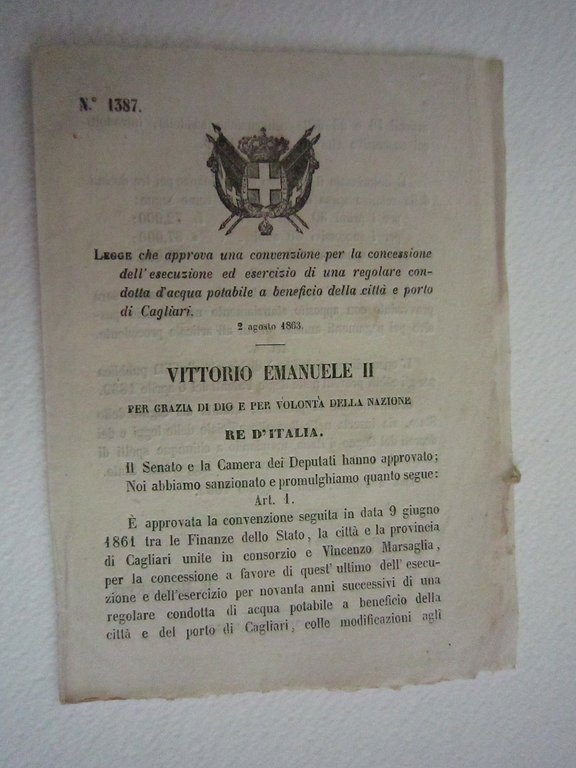 N.° 1387.
LEGGE che approva una convenzione per la concessione
dell'esecuzione ed esercizio di una regolare con-
dotta d'acqua potabile a beneficio della città e porto
di Cagliari.
2 agosto 1863.
VITTORIO EMANUELE II
PER GRAZIA DI DIO E PER VOLONTÀ DELLA NAZIONE
RE D'ITALIA.
Il Senato e la Camera dei Deputati hanno approvato;
Noi abbiamo sanzionato e promulghiamo quanto segue:
Art. 1.
È approvata la convenzione seguita in data 9 giugno
1861 tra le Finanze dello Stato, la città e la provincia
di Cagliari unite in consorzio e Vincenzo Marsaglia,
per la concessione a favore di quest'ultimo dell'esecu-
zione e dell'esercizio per novanta anni successivi di una
regolare condotta di acqua potabile a beneficio della
città e del porto di Cagliari, colle modificazioni agli